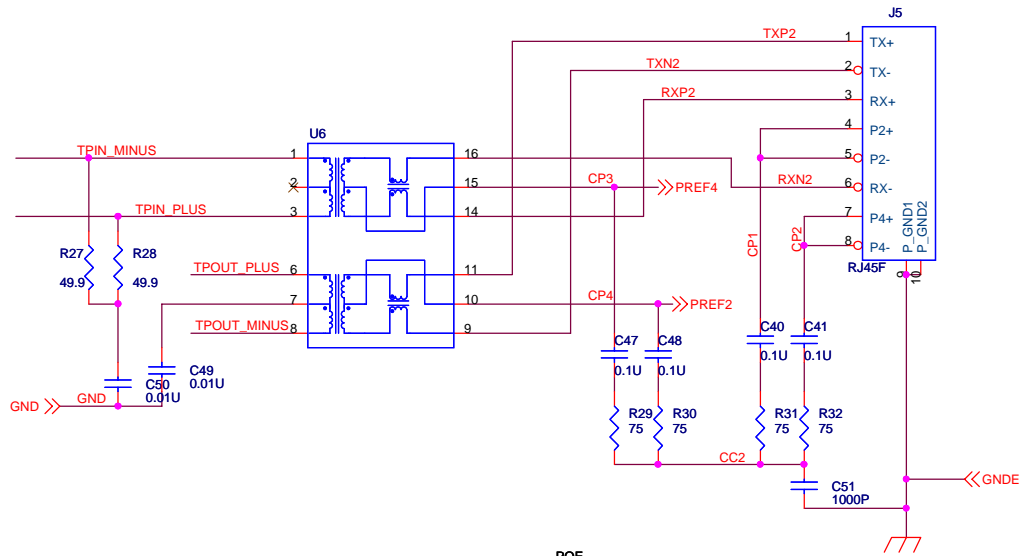 J5
TXP2
1
TX+
TXN2
2
TX-
RXP2
3
RX+
4
P2+
5
P2-
RXN2
6
RX-
7
P4+
8
P4-
P_GND1
P_GND2
RJ45F
9
10
U6
TPIN_MINUS
1
16
2
15
CP3
PREF4
TPIN_PLUS
3
14
R27
49.9
R28
49.9
TPOUT_PLUS
6
11
7
10
CP4
PREF2
TPOUT_MINUS
8
9
CP1
CP2
C40
0.1U
C41
0.1U
C47
0.1U
C48
0.1U
C49
0.01U
C50
0.01U
GND
GND
R29
75
R30
75
R31
75
R32
75
CC2
C51
1000P
GNDE